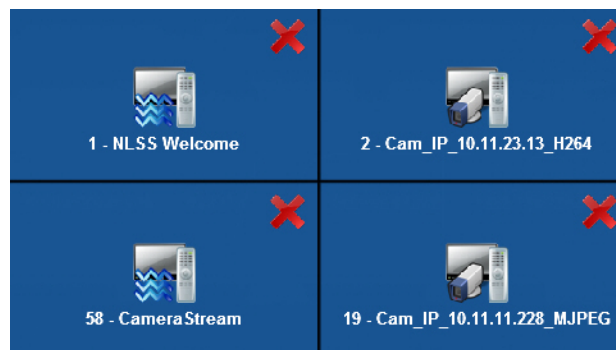 1 - NLSS Welcome
2 - Cam_IP_10.11.23.13_H264
58 - CameraStream
19 - Cam_IP_10.11.11.228_MJPEG